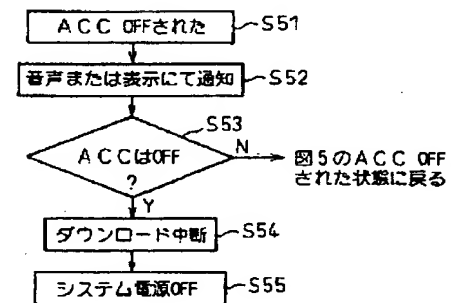 ACC OFFされた
S51
音声または表示にて通知
S52
S53
ACCはOFF
?
N
図5のACC OFF
された状態に戻る
Y
ダウンロード中断
S54
システム電源OFF
S55